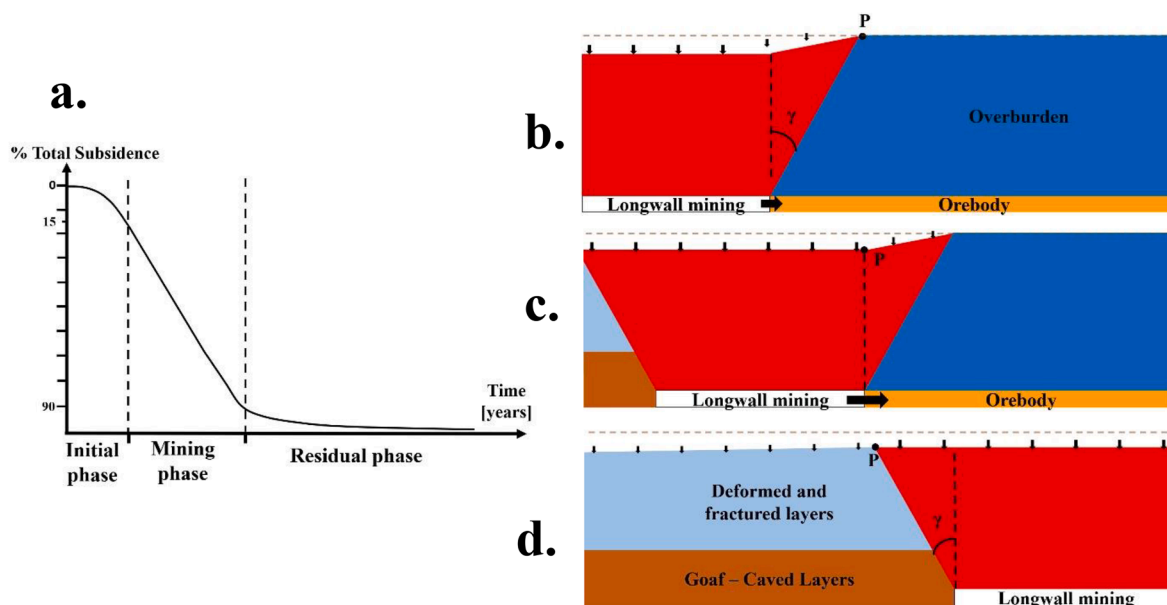 a.
% Total Subsidence
0
15
90
Time
[years]
Initial
phase
Mining
phase
Residual phase
b.
P
γ
Overburden
Longwall mining
Orebody
c.
P
Longwall mining
Orebody
d.
P
γ
Deformed and
fractured layers
Goaf – Caved Layers
Longwall mining